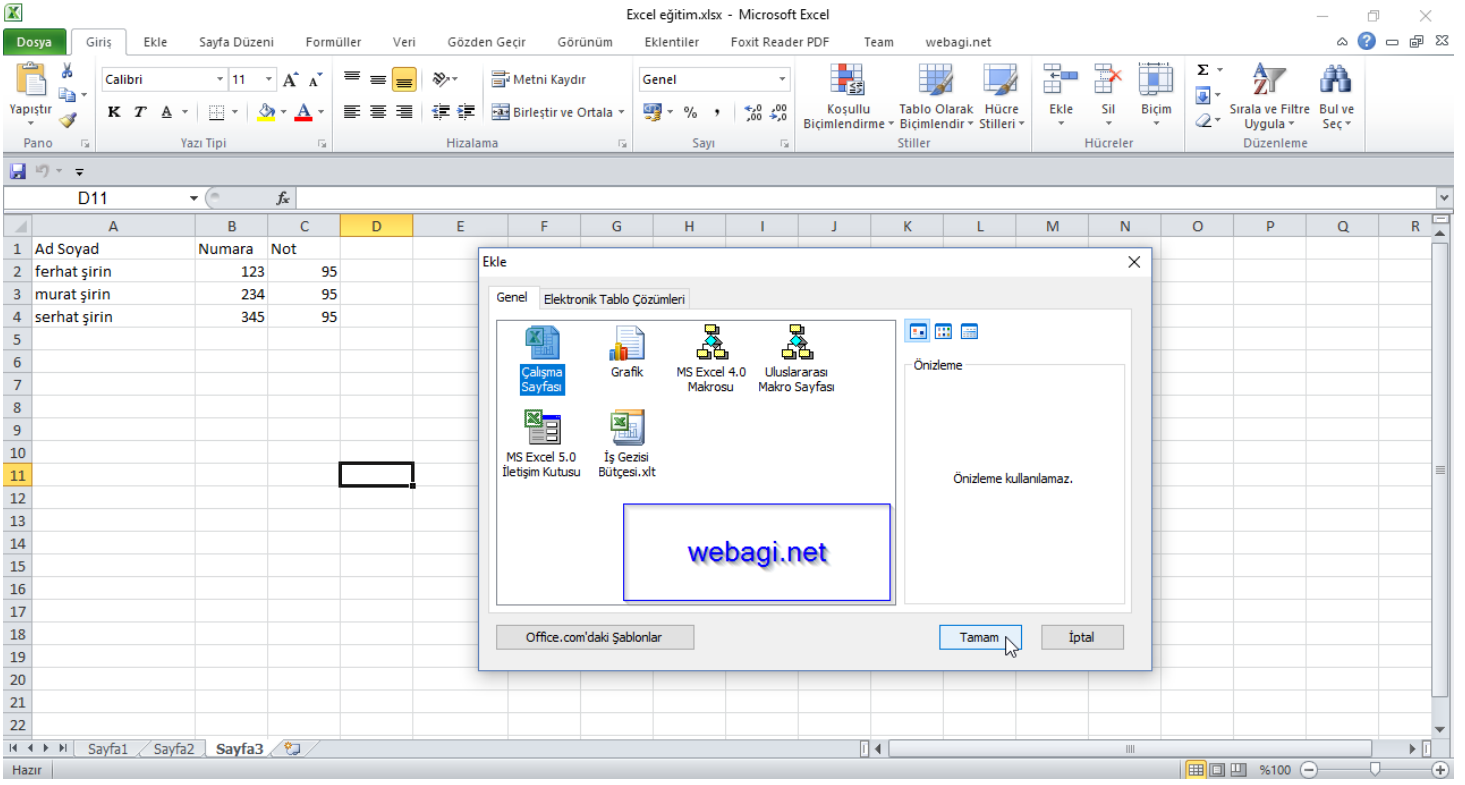 Excel eğitim.xlsx - Microsoft Excel
Dosya Giriş Ekle Sayfa Düzeni Formüller Veri Gözden Geçir Görünüm Eklentiler Foxit Reader PDF Team webagi.net
Yapıştır
Calibri 11
K T A
A A
Metni Kaydır
Birleştir ve Ortala
Genel
% ,
,0 ,00
,00 ,0
Koşullu
Biçimlendirme
Tablo Olarak
Biçimlendir
Hücre
Stilleri
Ekle
Sil
Biçim
Σ
Sırala ve Filtre
Uygula
Bul ve
Seç
Pano Yazı Tipi Hizalama Sayı Stiller Hücreler Düzenleme
D11 fx
A B C D E F G H I J K L M N O P Q R
1 Ad Soyad Numara Not
2 ferhat şirin 123 95
3 murat şirin 234 95
4 serhat şirin 345 95
5
6
7
8
9
10
11
12
13
14
15
16
17
18
19
20
21
22
Ekle
Genel Elektronik Tablo Çözümleri
Çalışma
Sayfası
Grafik
MS Excel 4.0
Makrosu
Uluslararası
Makro Sayfası
MS Excel 5.0
İletişim Kutusu
İş Gezisi
Bütçesi.xlt
webagi.net
Önizleme
Önizleme kullanılamaz.
Office.com'daki Şablonlar Tamam İptal
Sayfa1 Sayfa2 Sayfa3
Hazır %100